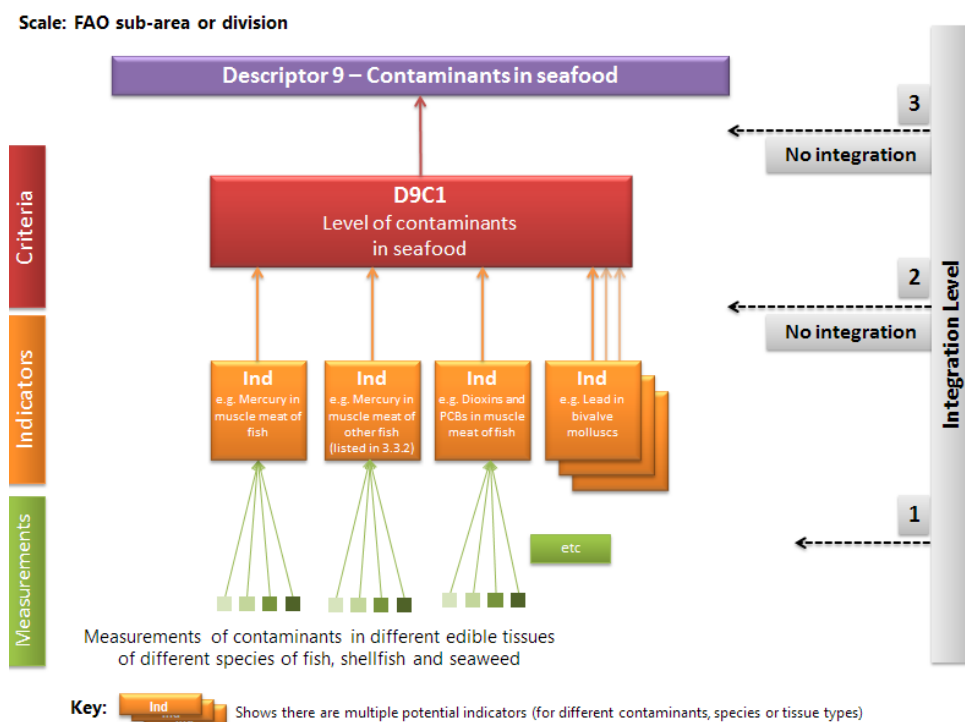 Scale: FAO sub-area or division
Descriptor 9 – Contaminants in seafood
3
No integration
Criteria
D9C1
Level of contaminants
in seafood
2
No integration
Integration Level
Indicators
Ind
e.g. Mercury in
muscle meat of
fish
Ind
e.g. Mercury in
muscle meat of
other fish
(listed in 3.3.2)
Ind
e.g. Dioxins and
PCBs in muscle
meat of fish
Ind
e.g. Lead in
bivalve
molluscs
Measurements
1
etc
Measurements of contaminants in different edible tissues
of different species of fish, shellfish and seaweed
Key:
Ind
Shows there are multiple potential indicators (for different contaminants, species or tissue types)